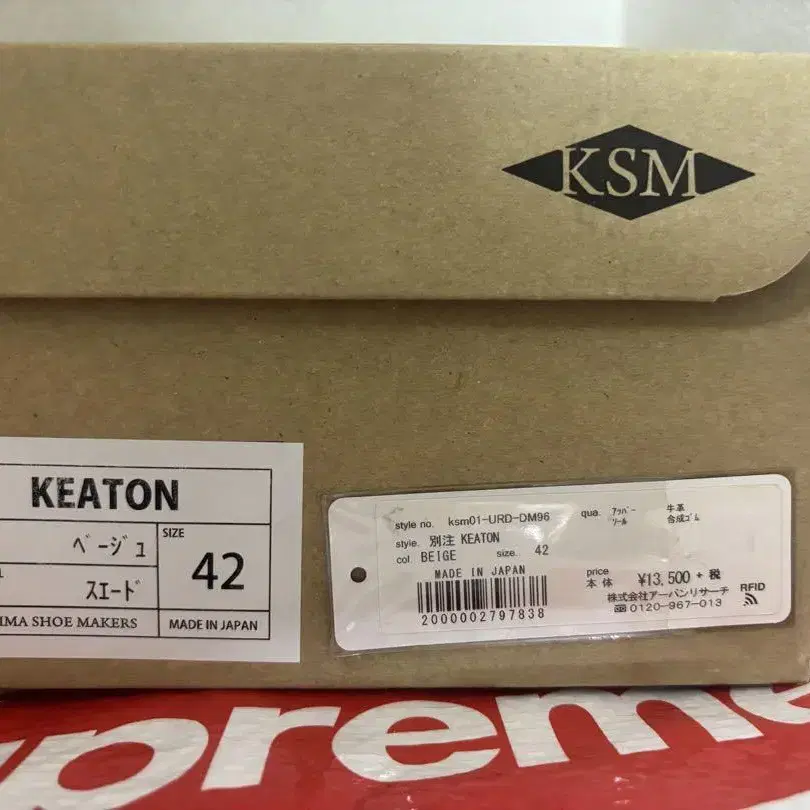 KSM
KEATON
ベージュ
SIZE
42
スエード
IMA SHOE MAKERS
MADE IN JAPAN
style no. ksm01-URD-DM96
qua. アッパー 牛革
ソール 合成ゴム
style. 別注 KEATON
col. BEIGE size. 42
MADE IN JAPAN
2000002797838
price
本体 ¥13,500 + 税
株式会社アーバンリサーチ
0120-967-013
RFID
upreme